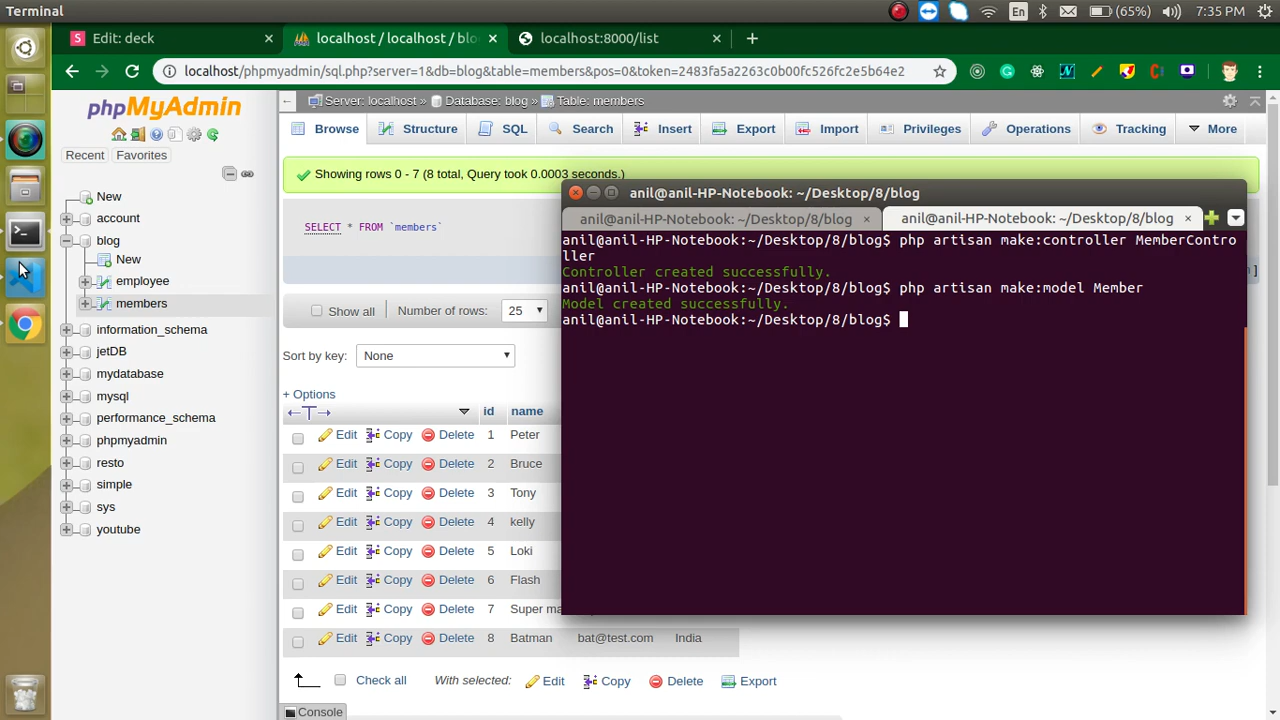 Terminal
En
(65%)
7:35 PM
S Edit: deck
localhost / localhost / blo
localhost:8000/list
localhost/phpmyadmin/sql.php?server=1&db=blog&table=members&pos=0&token=2483fa5a2263c0b00fc526fc2e5b64e2
phpMyAdmin
Recent Favorites
New
account
blog
New
employee
members
information_schema
jetDB
mydatabase
mysql
performance_schema
phpmyadmin
resto
simple
sys
youtube
Server: localhost » Database: blog » Table: members
Browse Structure SQL Search Insert Export Import Privileges Operations Tracking More
Showing rows 0 - 7 (8 total, Query took 0.0003 seconds.)
SELECT * FROM `members`
Show all Number of rows: 25
Sort by key: None
+ Options
←T→ id name
Edit Copy Delete 1 Peter
Edit Copy Delete 2 Bruce
Edit Copy Delete 3 Tony
Edit Copy Delete 4 kelly
Edit Copy Delete 5 Loki
Edit Copy Delete 6 Flash
Edit Copy Delete 7 Super
Edit Copy Delete 8 Batman bat@test.com India
Check all With selected: Edit Copy Delete Export
Console
anil@anil-HP-Notebook: ~/Desktop/8/blog
anil@anil-HP-Notebook: ~/Desktop/8/blog × anil@anil-HP-Notebook: ~/Desktop/8/blog ×
anil@anil-HP-Notebook:~/Desktop/8/blog$ php artisan make:controller MemberContro
ller
Controller created successfully.
anil@anil-HP-Notebook:~/Desktop/8/blog$ php artisan make:model Member
Model created successfully.
anil@anil-HP-Notebook:~/Desktop/8/blog$